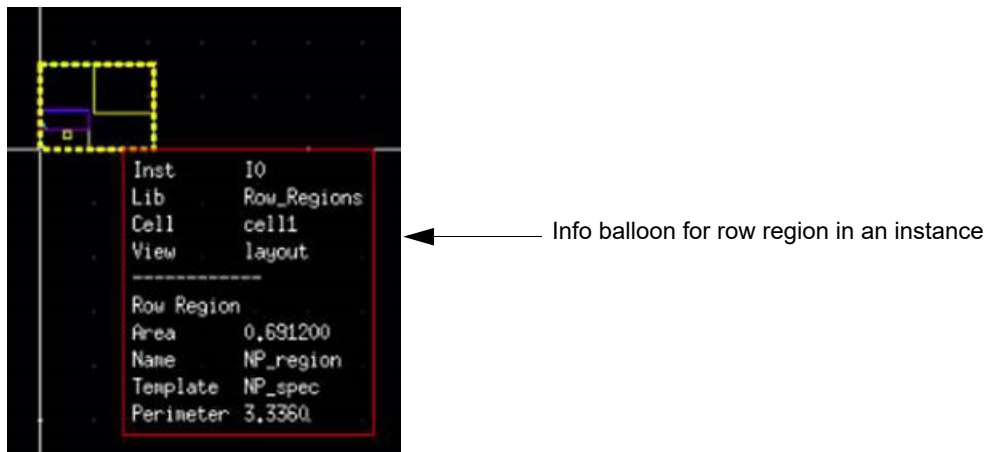 Inst I0
Lib Row_Regions
Cell cell1
View layout
-------------
Row Region
Area 0.691200
Name NP_region
Template NP_spec
Perimeter 3.3360
Info balloon for row region in an instance